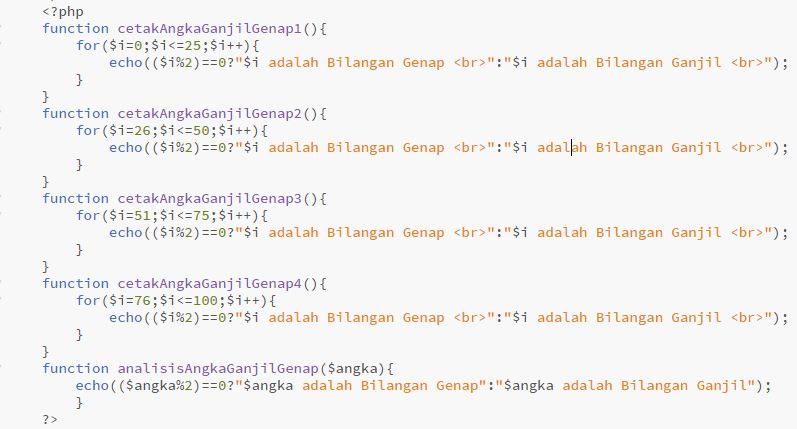 <?php
function cetakAngkaGanjilGenap1(){
    for($i=0;$i<=25;$i++){
        echo(($i%2)==0?"$i adalah Bilangan Genap <br>":"$i adalah Bilangan Ganjil <br>");
    }
}
function cetakAngkaGanjilGenap2(){
    for($i=26;$i<=50;$i++){
        echo(($i%2)==0?"$i adalah Bilangan Genap <br>":"$i adalah Bilangan Ganjil <br>");
    }
}
function cetakAngkaGanjilGenap3(){
    for($i=51;$i<=75;$i++){
        echo(($i%2)==0?"$i adalah Bilangan Genap <br>":"$i adalah Bilangan Ganjil <br>");
    }
}
function cetakAngkaGanjilGenap4(){
    for($i=76;$i<=100;$i++){
        echo(($i%2)==0?"$i adalah Bilangan Genap <br>":"$i adalah Bilangan Ganjil <br>");
    }
}
function analisisAngkaGanjilGenap($angka){
    echo(($angka%2)==0?"$angka adalah Bilangan Genap":"$angka adalah Bilangan Ganjil");
    }
?>